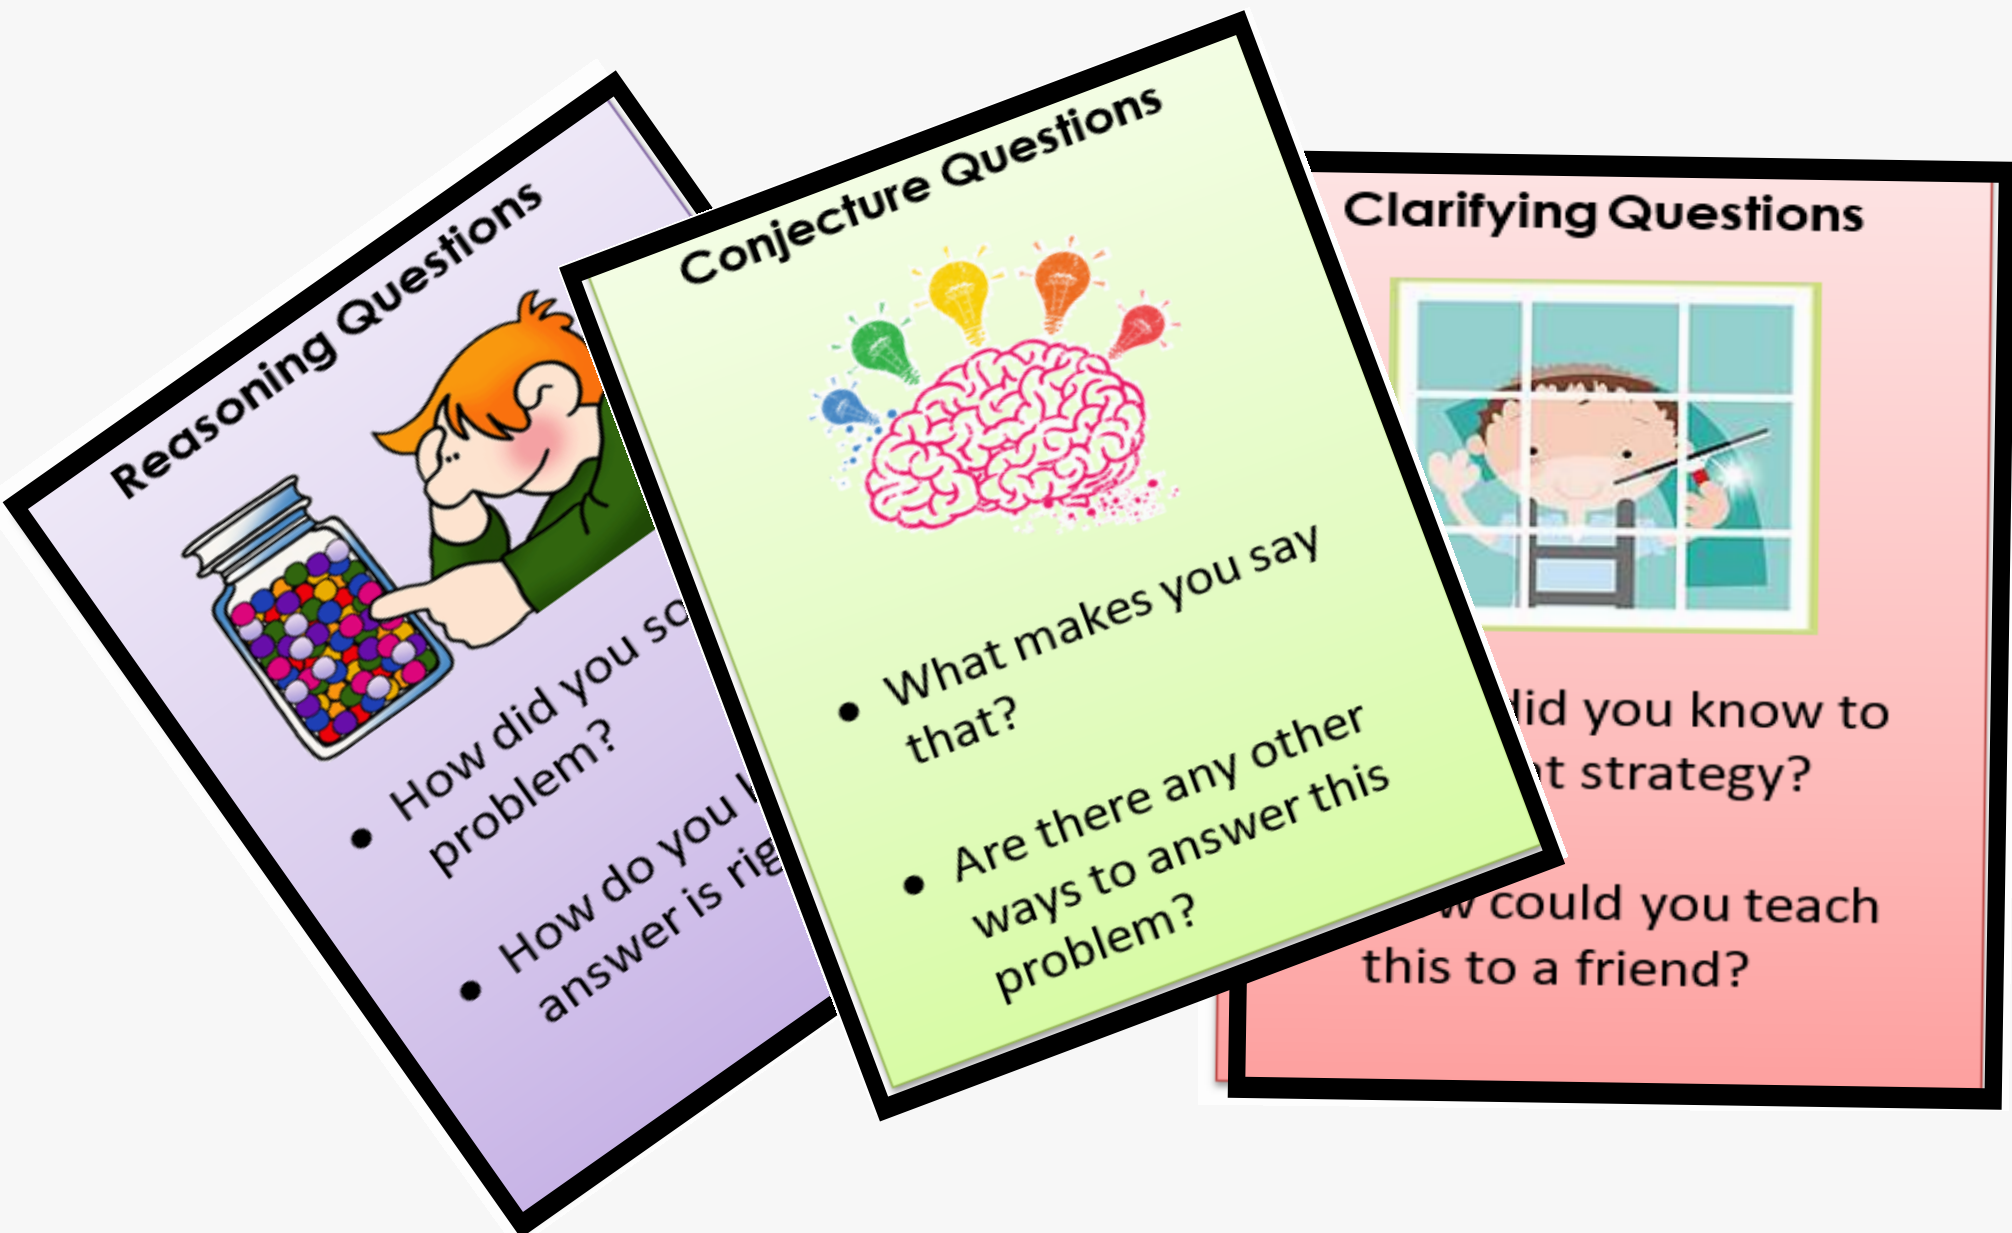 Reasoning Questions
• How did you
problem?
• How do you
answer is
Conjecture Questions
• What makes you say
that?
• Are there any other
ways to answer this
problem?
Clarifying Questions
did you know to
strategy?
could you teach
this to a friend?